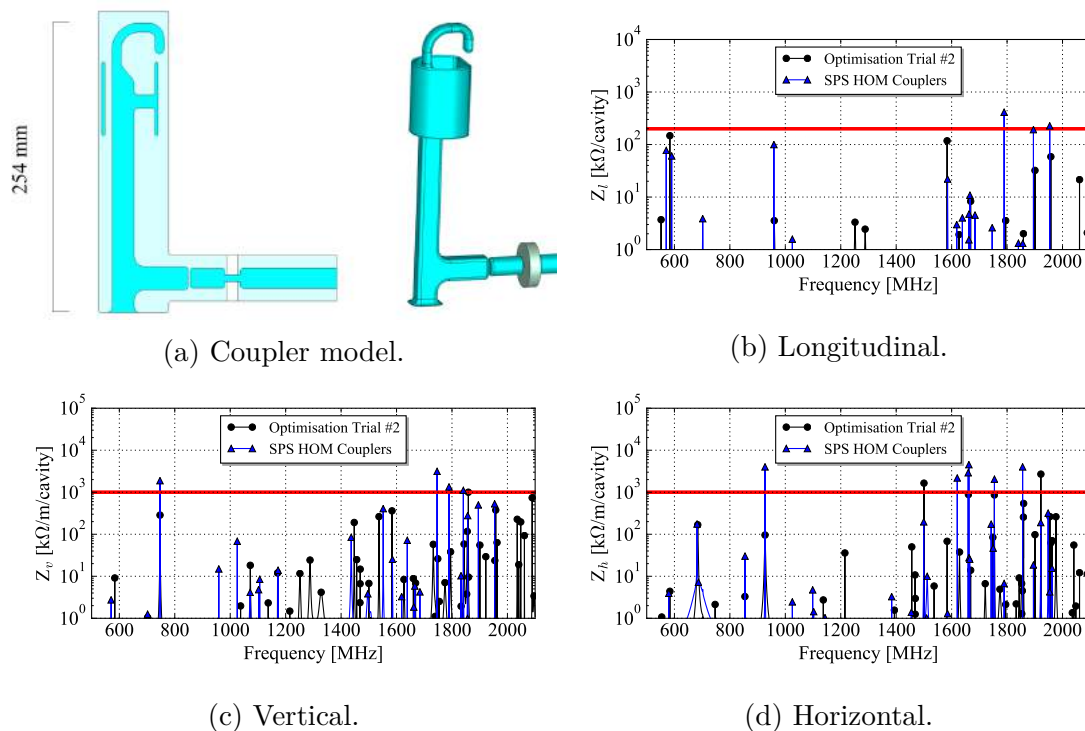 254 mm
(a) Coupler model.
10^4
10^3
10^2
10^1
10^0
Z_l [kΩ/cavity]
Optimisation Trial #2
SPS HOM Couplers
600 800 1000 1200 1400 1600 1800 2000
Frequency [MHz]
(b) Longitudinal.
10^5
10^4
10^3
10^2
10^1
10^0
Z_v [kΩ/m/cavity]
Optimisation Trial #2
SPS HOM Couplers
600 800 1000 1200 1400 1600 1800 2000
Frequency [MHz]
(c) Vertical.
10^5
10^4
10^3
10^2
10^1
10^0
Z_h [kΩ/m/cavity]
Optimisation Trial #2
SPS HOM Couplers
600 800 1000 1200 1400 1600 1800 2000
Frequency [MHz]
(d) Horizontal.